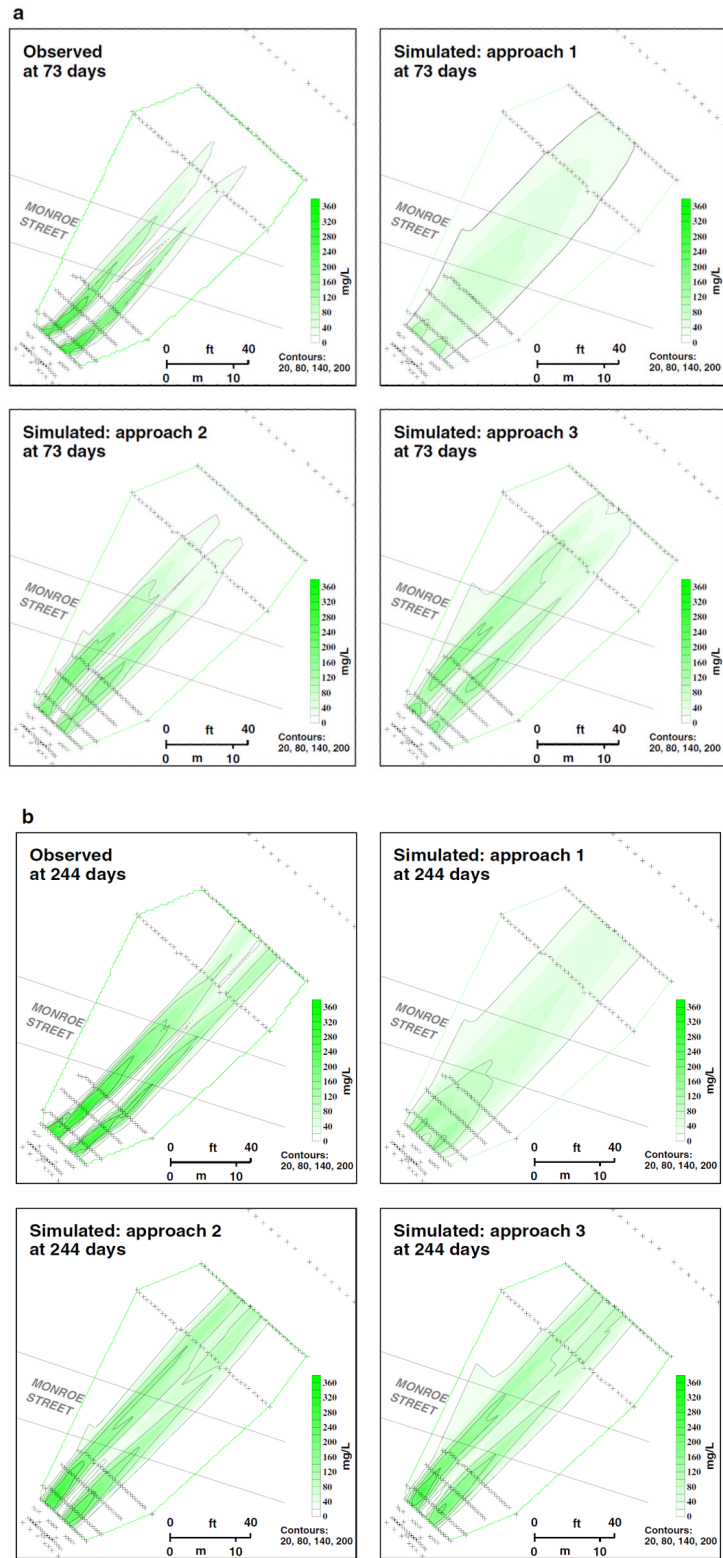 a
Observed
at 73 days
MONROE
STREET
360
320
280
240
200
160
120
80
40
0
mg/L
0 ft 40
0 m 10
Contours:
20, 80, 140, 200
Simulated: approach 1
at 73 days
MONROE
STREET
360
320
280
240
200
160
120
80
40
0
mg/L
0 ft 40
0 m 10
Contours:
20, 80, 140, 200
Simulated: approach 2
at 73 days
MONROE
STREET
360
320
280
240
200
160
120
80
40
0
mg/L
0 ft 40
0 m 10
Contours:
20, 80, 140, 200
Simulated: approach 3
at 73 days
MONROE
STREET
360
320
280
240
200
160
120
80
40
0
mg/L
0 ft 40
0 m 10
Contours:
20, 80, 140, 200
b
Observed
at 244 days
MONROE
STREET
360
320
280
240
200
160
120
80
40
0
mg/L
0 ft 40
0 m 10
Contours:
20, 80, 140, 200
Simulated: approach 1
at 244 days
MONROE
STREET
360
320
280
240
200
160
120
80
40
0
mg/L
0 ft 40
0 m 10
Contours:
20, 80, 140, 200
Simulated: approach 2
at 244 days
MONROE
STREET
360
320
280
240
200
160
120
80
40
0
mg/L
0 ft 40
0 m 10
Contours:
20, 80, 140, 200
Simulated: approach 3
at 244 days
MONROE
STREET
360
320
280
240
200
160
120
80
40
0
mg/L
0 ft 40
0 m 10
Contours:
20, 80, 140, 200